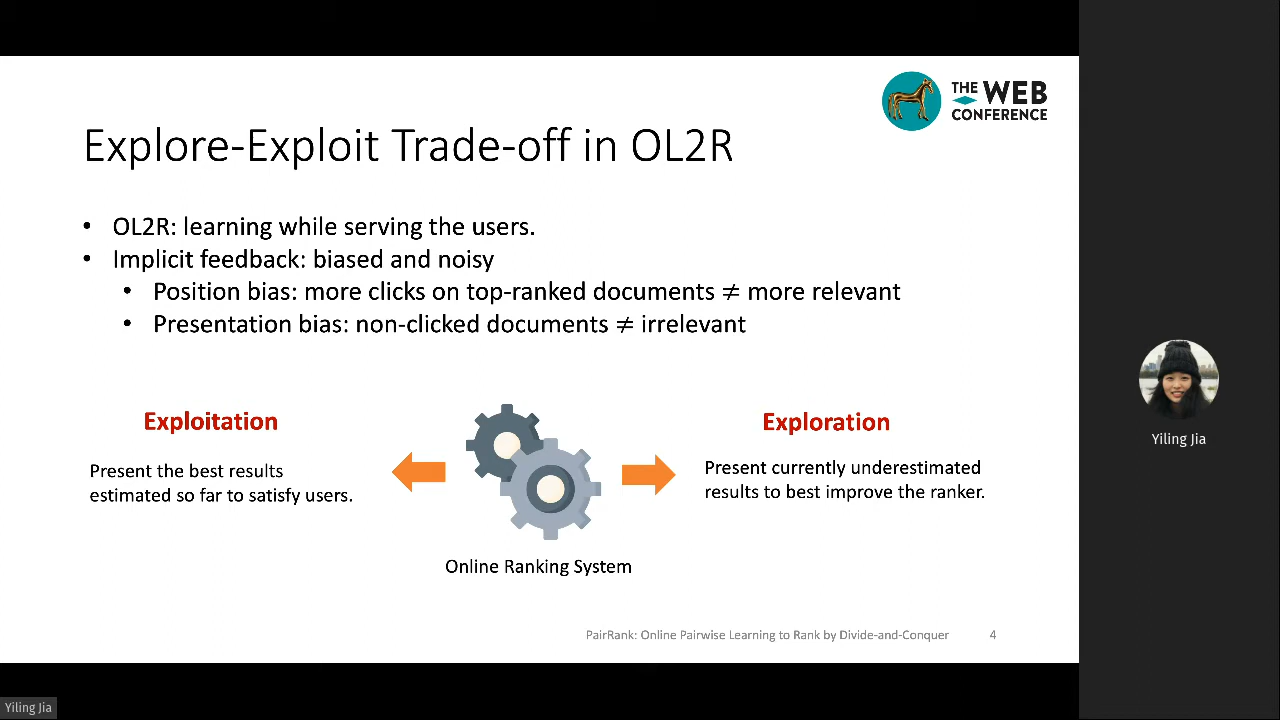 THE WEB
CONFERENCE
Explore-Exploit Trade-off in OL2R
• OL2R: learning while serving the users.
• Implicit feedback: biased and noisy
• Position bias: more clicks on top-ranked documents ≠ more relevant
• Presentation bias: non-clicked documents ≠ irrelevant
Exploitation
Present the best results
estimated so far to satisfy users.
Online Ranking System
Exploration
Present currently underestimated
results to best improve the ranker.
PairRank: Online Pairwise Learning to Rank by Divide-and-Conquer 4
Yiling Jia
Yiling Jia